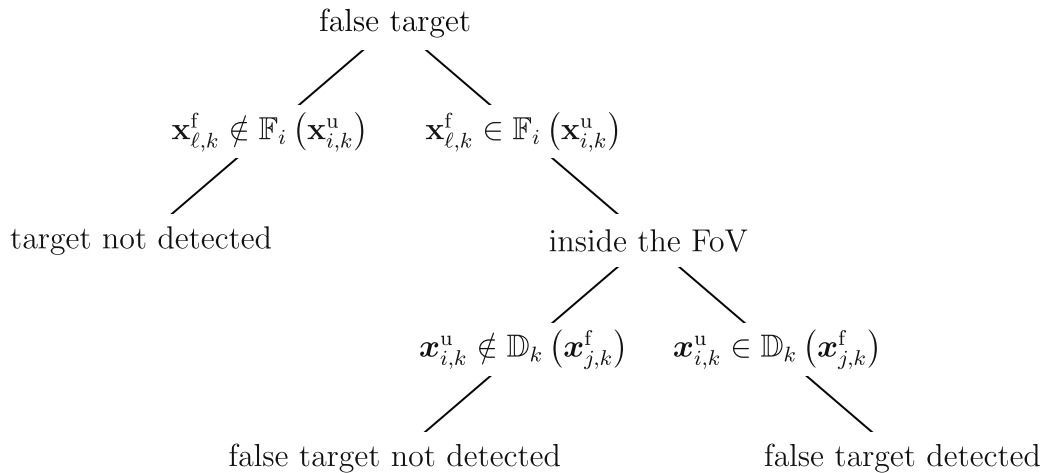 false target
𝐱^f_{ℓ,k} ∉ 𝔽_i (𝐱^u_{i,k}) 𝐱^f_{ℓ,k} ∈ 𝔽_i (𝐱^u_{i,k})
target not detected inside the FoV
𝒙^u_{i,k} ∉ 𝔻_k (𝒙^f_{j,k}) 𝒙^u_{i,k} ∈ 𝔻_k (𝒙^f_{j,k})
false target not detected false target detected